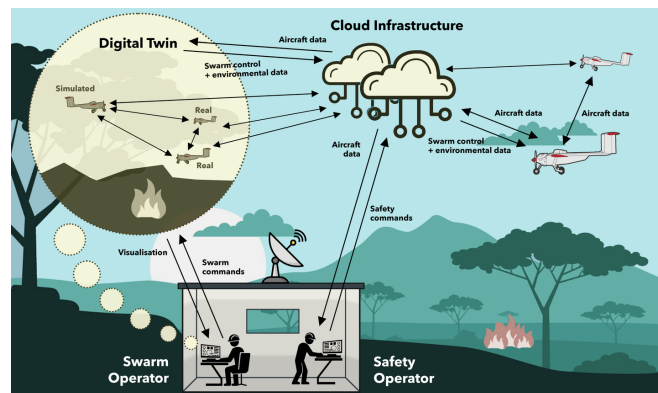 Cloud Infrastructure
Digital Twin
Aircraft data
Swarm control
+ environmental data
Simulated
Real
Real
Aircraft data
Aircraft data
Aircraft
data
Swarm control
+ environmental data
Safety
commands
Visualisation
Swarm
commands
Swarm
Operator
Safety
Operator